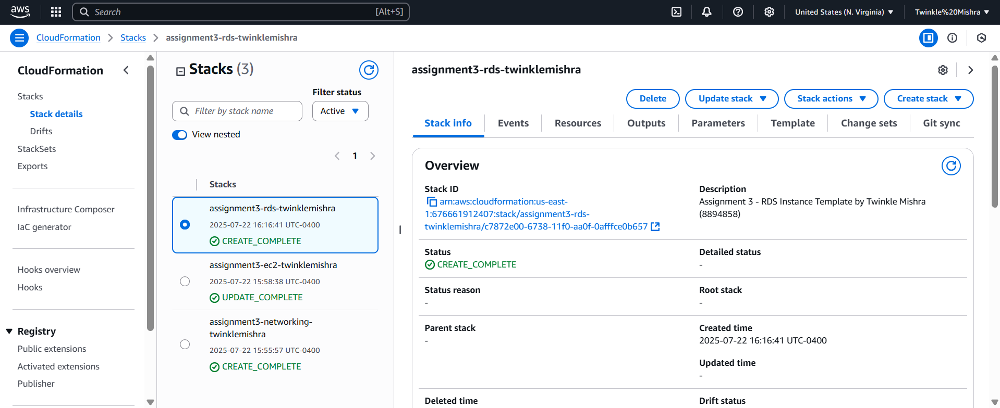 aws
Search [Alt+S]
United States (N. Virginia)
Twinkle%20Mishra
CloudFormation
Stacks
assignment3-rds-twinklemishra
CloudFormation
Stacks
Stack details
Drifts
StackSets
Exports
Infrastructure Composer
IaC generator
Hooks overview
Hooks
Registry
Public extensions
Activated extensions
Publisher
Stacks (3)
Filter status
Filter by stack name
Active
View nested
1
Stacks
assignment3-rds-twinklemishra
2025-07-22 16:16:41 UTC-0400
CREATE_COMPLETE
assignment3-ec2-twinklemishra
2025-07-22 15:58:38 UTC-0400
UPDATE_COMPLETE
assignment3-networking-
twinklemishra
2025-07-22 15:55:57 UTC-0400
CREATE_COMPLETE
assignment3-rds-twinklemishra
Delete
Update stack
Stack actions
Create stack
Stack info
Events
Resources
Outputs
Parameters
Template
Change sets
Git sync
Overview
Stack ID
arn:aws:cloudformation:us-east-
1:676661912407:stack/assignment3-rds-
twinklemishra/c7872e00-6738-11f0-aa0f-0afffce0b657
Description
Assignment 3 - RDS Instance Template by Twinkle Mishra
(8894858)
Status
CREATE_COMPLETE
Detailed status
-
Status reason
-
Root stack
-
Parent stack
-
Created time
2025-07-22 16:16:41 UTC-0400
Updated time
-
Deleted time
Drift status